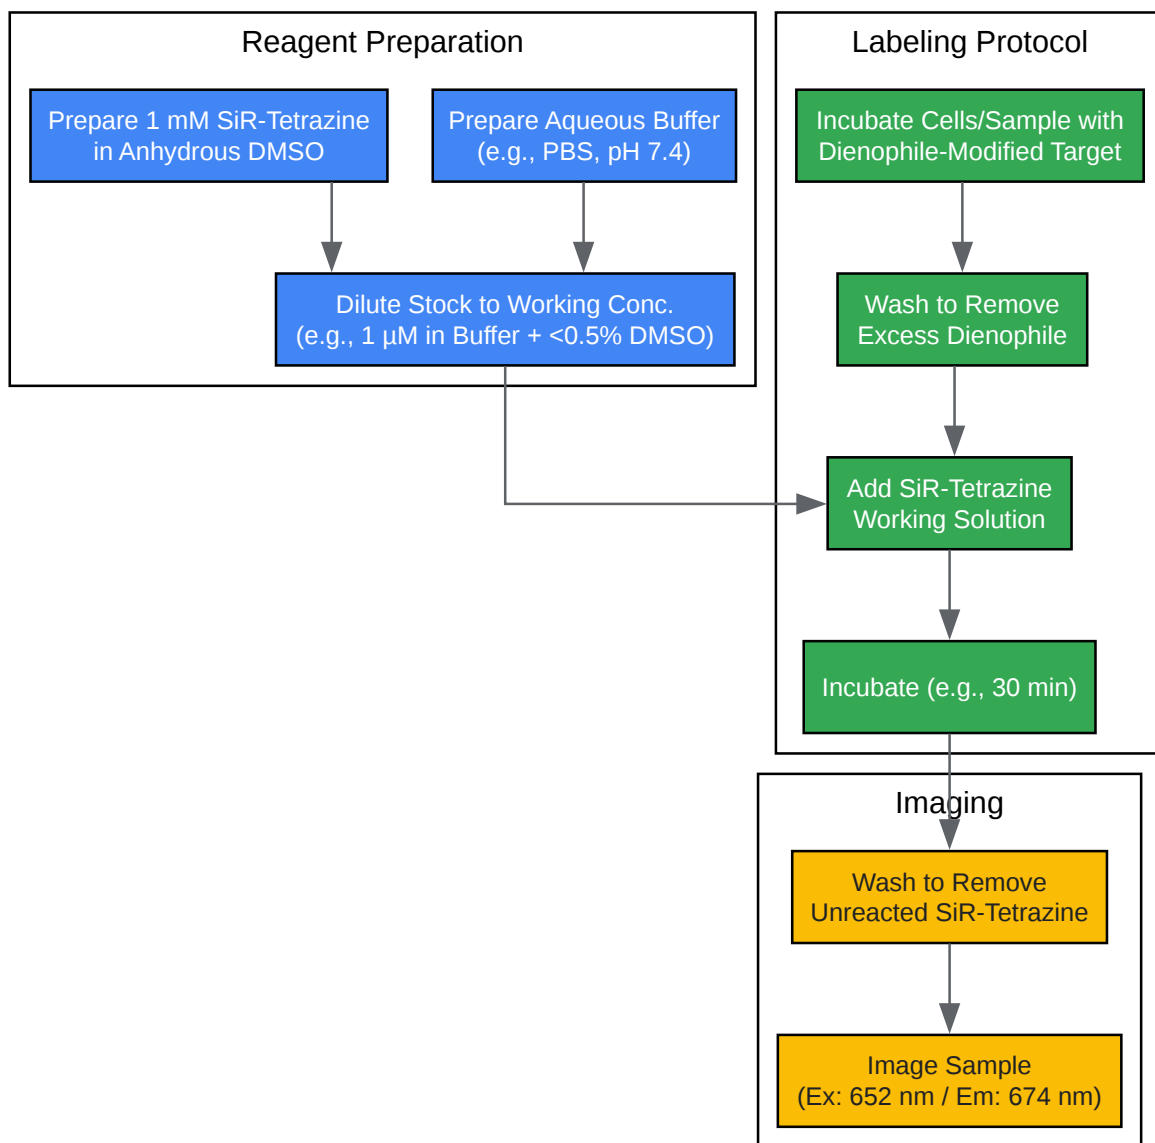 Reagent Preparation
Prepare 1 mM SiR-Tetrazine
in Anhydrous DMSO
Prepare Aqueous Buffer
(e.g., PBS, pH 7.4)
Dilute Stock to Working Conc.
(e.g., 1 µM in Buffer + <0.5% DMSO)
Labeling Protocol
Incubate Cells/Sample with
Dienophile-Modified Target
Wash to Remove
Excess Dienophile
Add SiR-Tetrazine
Working Solution
Incubate (e.g., 30 min)
Imaging
Wash to Remove
Unreacted SiR-Tetrazine
Image Sample
(Ex: 652 nm / Em: 674 nm)